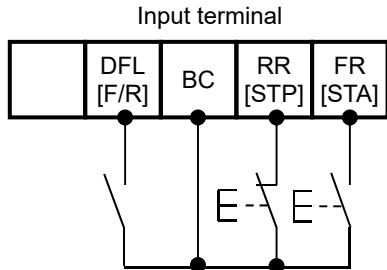 Input terminal
DFL BC RR FR
[F/R] [STP] [STA]